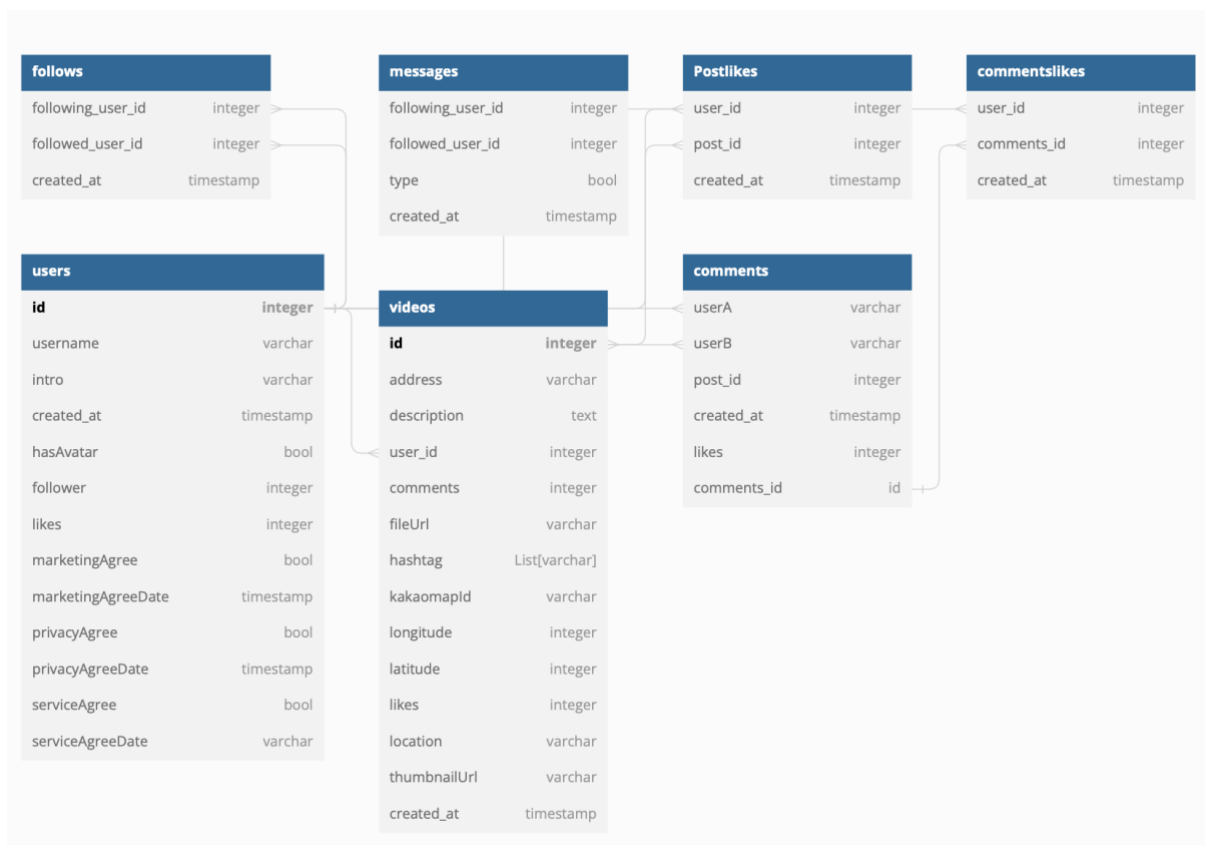 follows
following_user_id integer
followed_user_id integer
created_at timestamp
messages
following_user_id integer
followed_user_id integer
type bool
created_at timestamp
Postlikes
user_id integer
post_id integer
created_at timestamp
commentslikes
user_id integer
comments_id integer
created_at timestamp
users
id integer
username varchar
intro varchar
created_at timestamp
hasAvatar bool
follower integer
likes integer
marketingAgree bool
marketingAgreeDate timestamp
privacyAgree bool
privacyAgreeDate timestamp
serviceAgree bool
serviceAgreeDate varchar
videos
id integer
address varchar
description text
user_id integer
comments integer
fileUrl varchar
hashtag List[varchar]
kakaomapId varchar
longitude integer
latitude integer
likes integer
location varchar
thumbnailUrl varchar
created_at timestamp
comments
userA varchar
userB varchar
post_id integer
created_at timestamp
likes integer
comments_id id